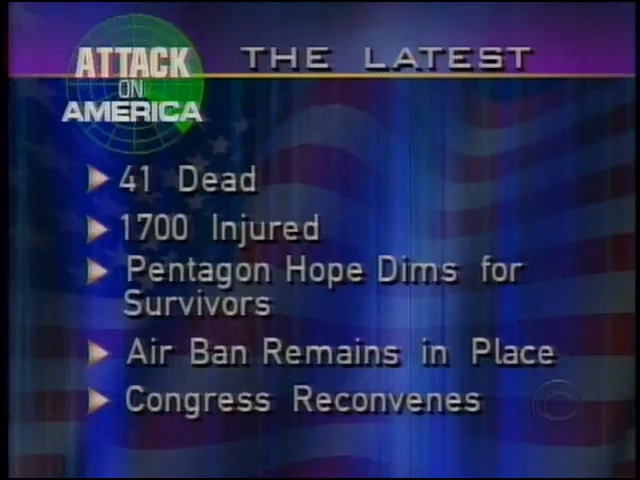 ATTACK
ON
AMERICA
THE LATEST
41 Dead
1700 Injured
Pentagon Hope Dims for
Survivors
Air Ban Remains in Place
Congress Reconvenes